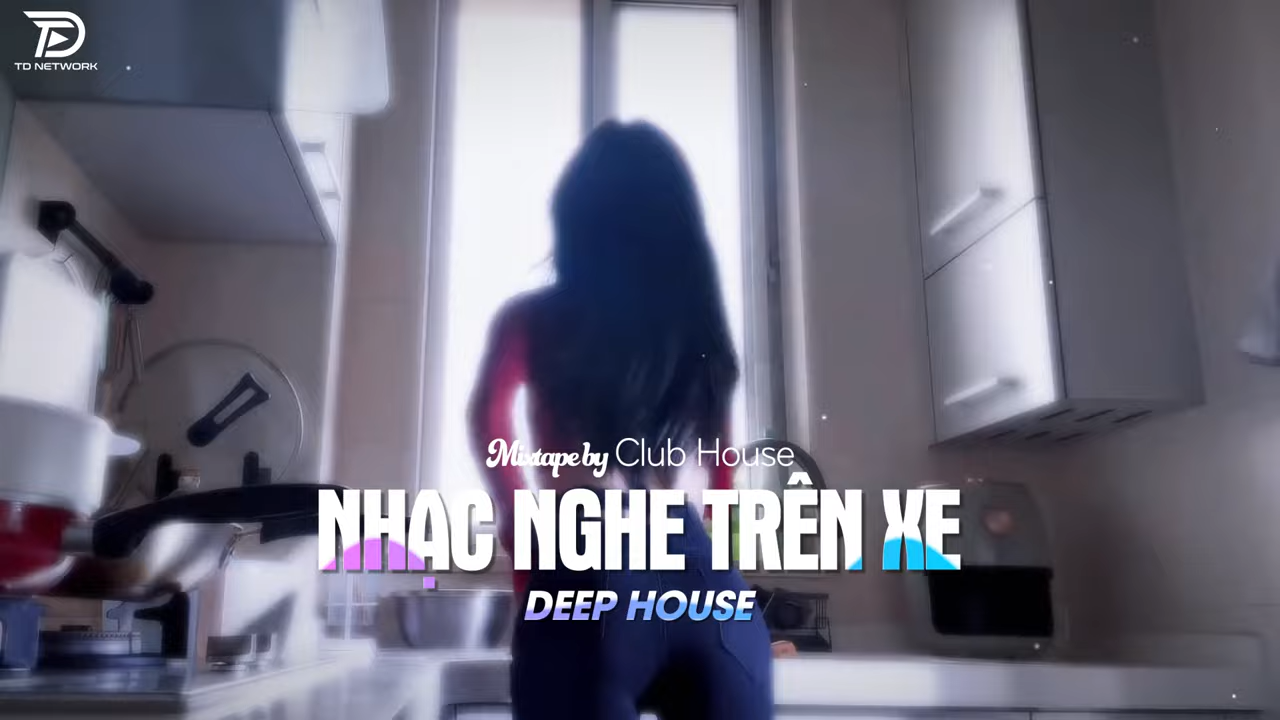 TD NETWORK
Mixtape by Club House
NHẠC NGHE TRÊN XE
DEEP HOUSE